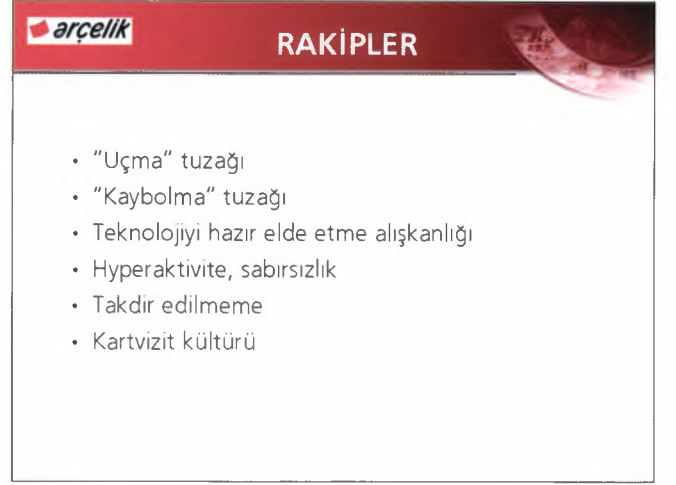 arçelik
RAKİPLER
• "Uçma" tuzağı
• "Kaybolma" tuzağı
• Teknolojiyi hazır elde etme alışkanlığı
• Hyperaktivite, sabırsızlık
• Takdir edilmeme
• Kartvizit kültürü